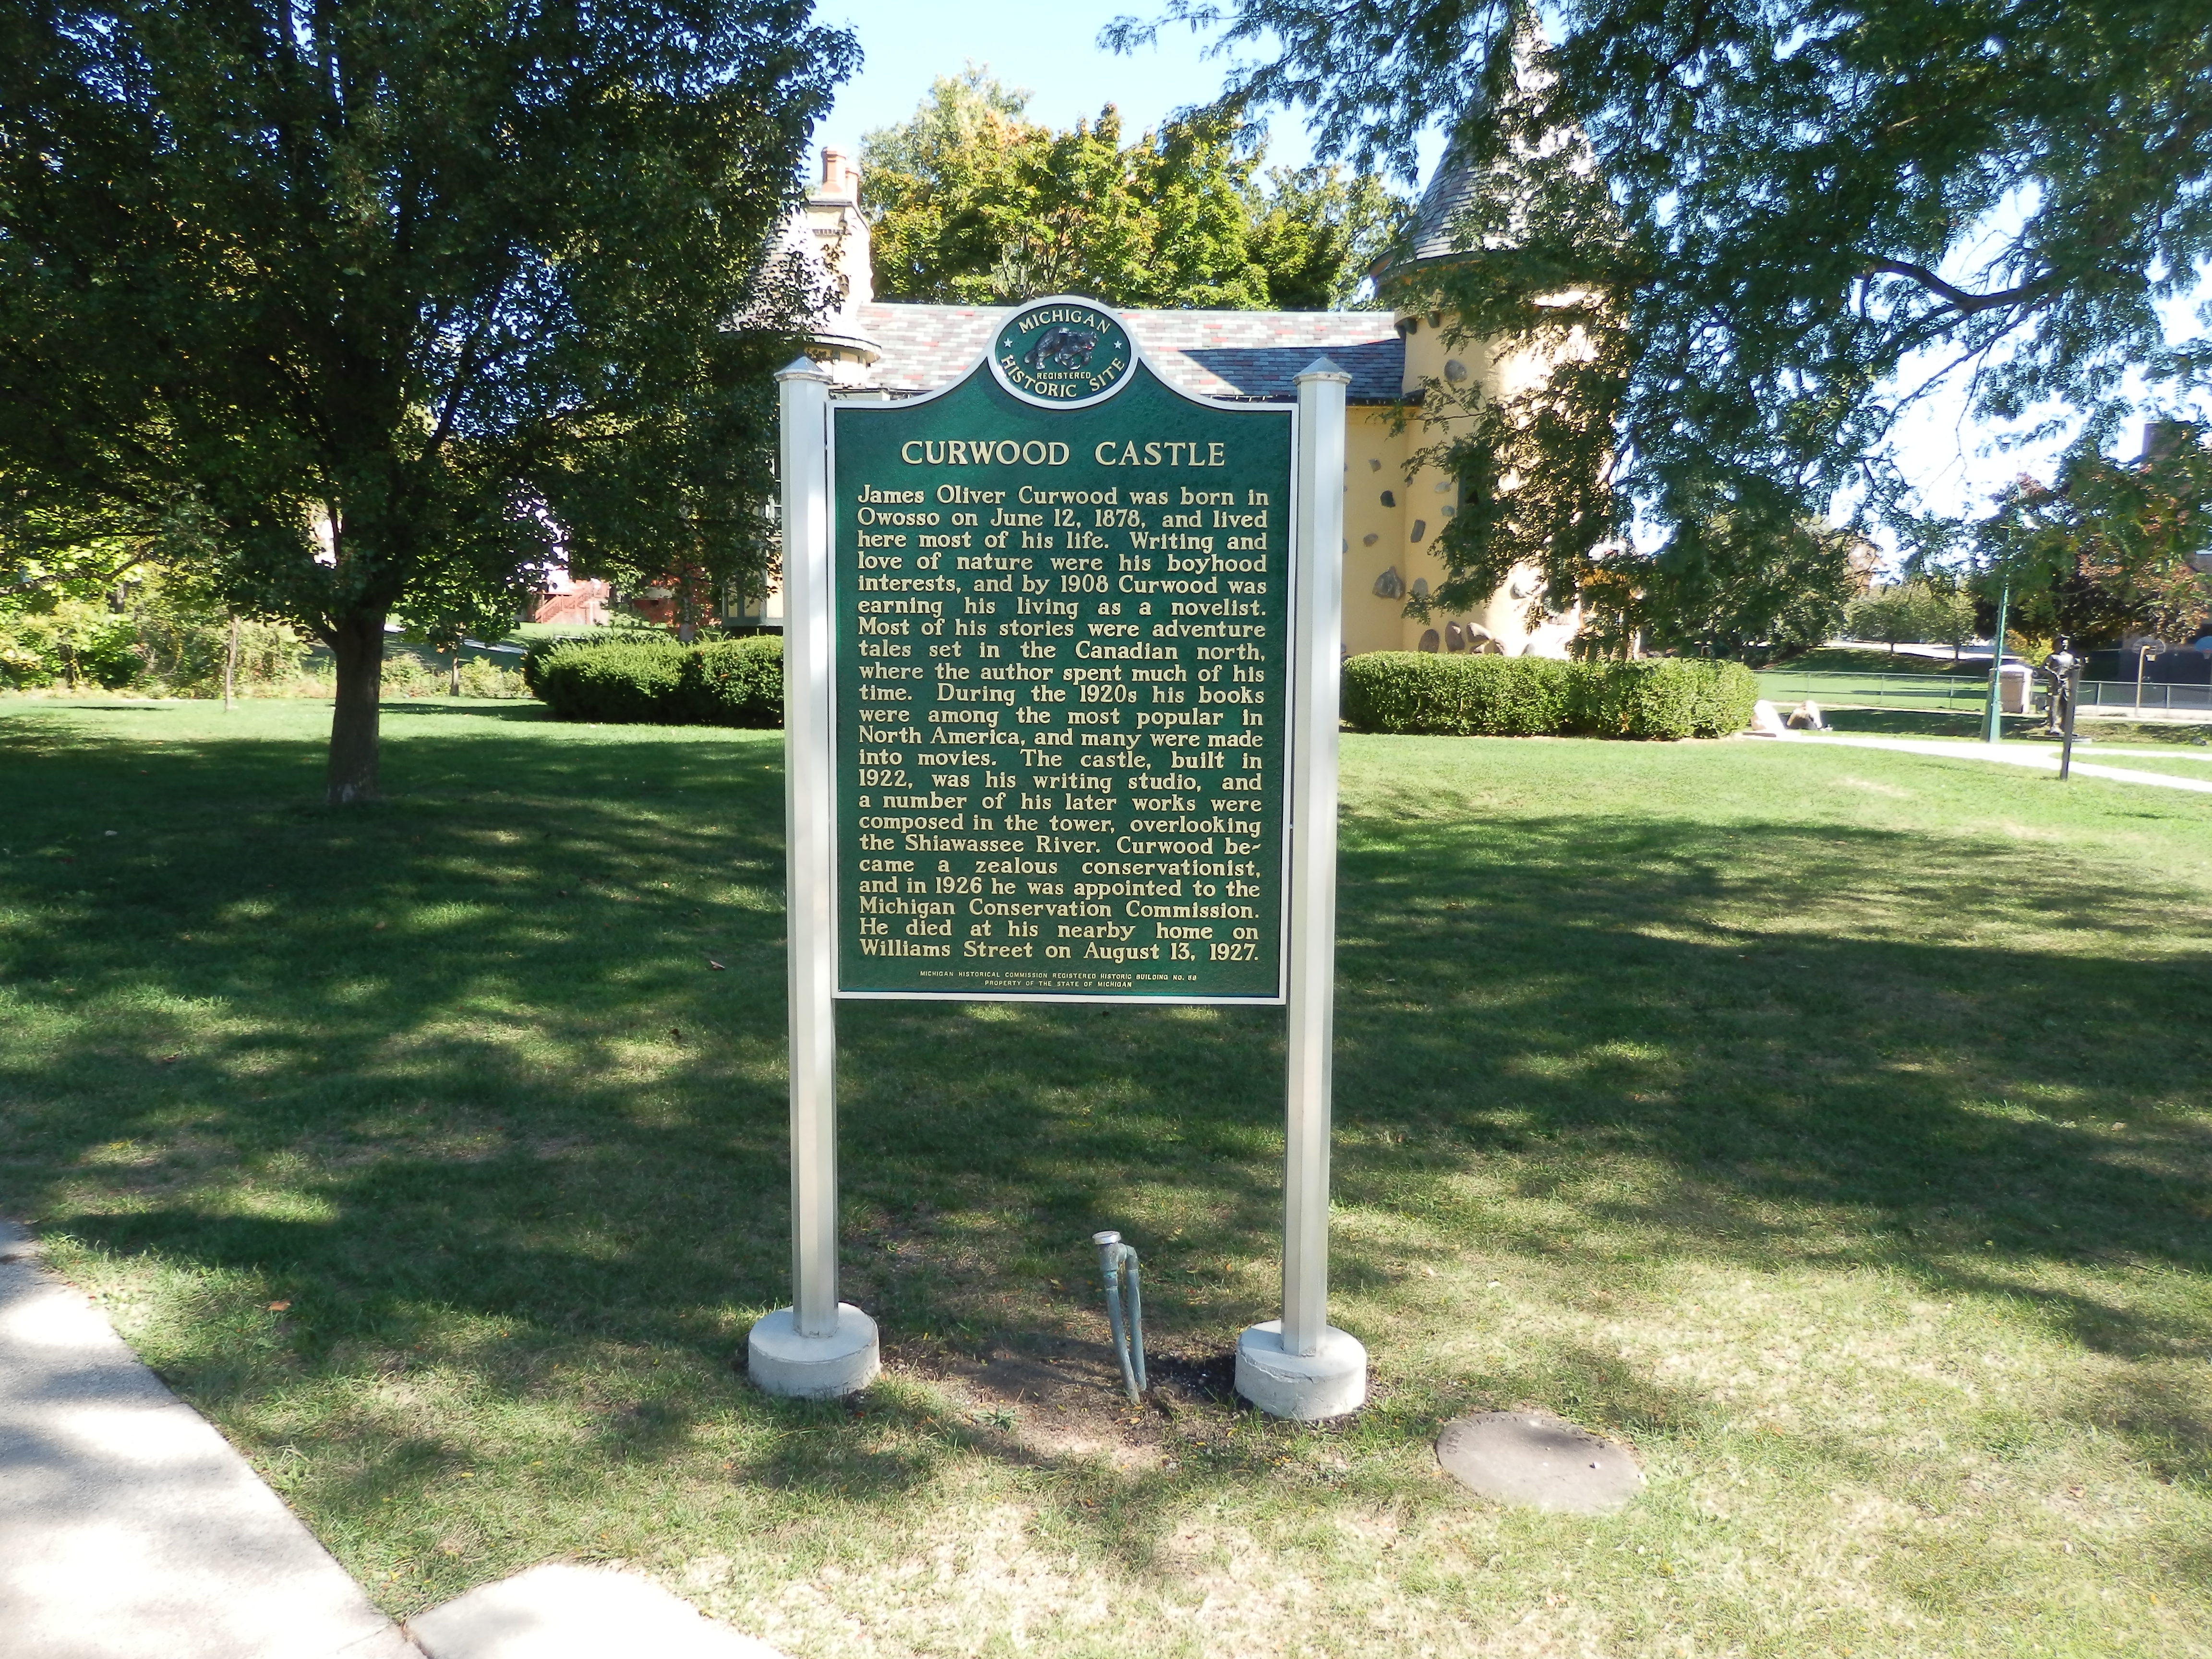 MICHIGAN
REGISTERED
HISTORIC SITE
CURWOOD CASTLE
James Oliver Curwood was born in
Owosso on June 12, 1878, and lived
here most of his life. Writing and
love of nature were his boyhood
interests, and by 1908 Curwood was
earning his living as a novelist.
Most of his stories were adventure
tales set in the Canadian north,
where the author spent much of his
time. During the 1920s his books
were among the most popular in
North America, and many were made
into movies. The castle, built in
1922, was his writing studio, and
a number of his later works were
composed in the tower, overlooking
the Shiawassee River. Curwood be-
came a zealous conservationist,
and in 1926 he was appointed to the
Michigan Conservation Commission.
He died at his nearby home on
Williams Street on August 13, 1927.
MICHIGAN HISTORICAL COMMISSION REGISTERED HISTORIC BUILDING NO.
PROPERTY OF THE STATE OF MICHIGAN